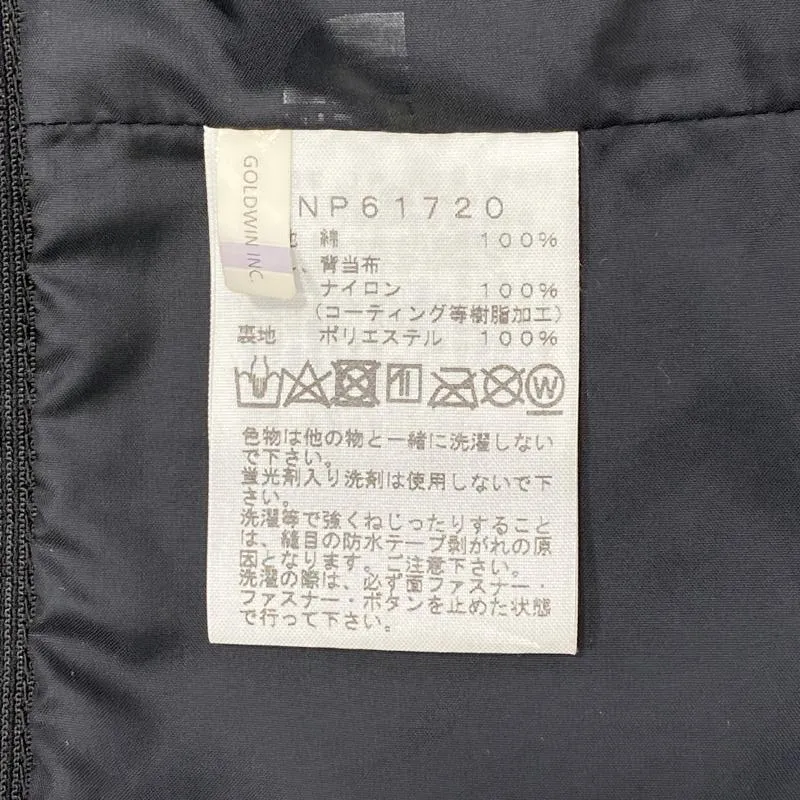 GOLDWIN INC.
NP61720
地 綿 100%
、背当布
ナイロン 100%
(コーティング等樹脂加工)
裏地 ポリエステル 100%
W
色物は他の物と一緒に洗濯しない
で下さい。
蛍光剤入り洗剤は使用しないで下
さい。
洗濯等で強くねじったりすること
は、縫目の防水テープ剥がれの原
因となります。ご注意下さい。
洗濯の際は、必ず面ファスナー・
ファスナー・ボタンを止めた状態
で行って下さい。